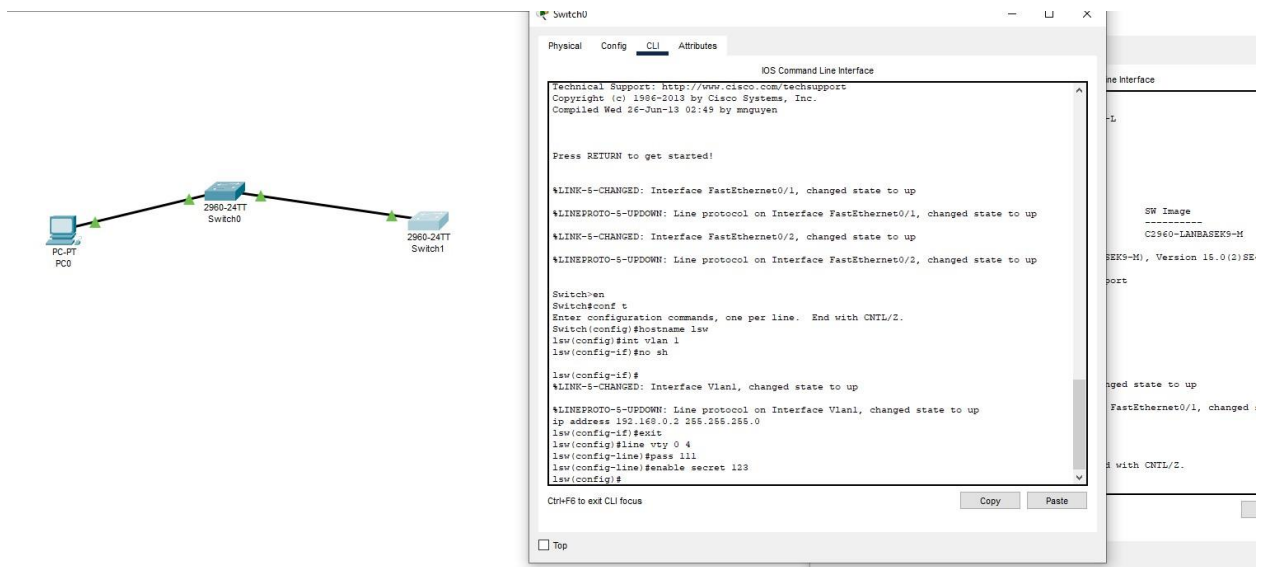 Switch0
Physical Config CLI Attributes
IOS Command Line Interface
Technical Support: http://www.cisco.com/techsupport
Copyright (c) 1986-2013 by Cisco Systems, Inc.
Compiled Wed 26-Jun-13 02:49 by mnguyen
Press RETURN to get started!
%LINK-5-CHANGED: Interface FastEthernet0/1, changed state to up
%LINEPROTO-5-UPDOWN: Line protocol on Interface FastEthernet0/1, changed state to up
%LINK-5-CHANGED: Interface FastEthernet0/2, changed state to up
%LINEPROTO-5-UPDOWN: Line protocol on Interface FastEthernet0/2, changed state to up
Switch>en
Switch#conf t
Enter configuration commands, one per line. End with CNTL/Z.
Switch(config)#hostname lsw
lsw(config)#int vlan 1
lsw(config-if)#no sh
lsw(config-if)#
%LINK-5-CHANGED: Interface Vlan1, changed state to up
%LINEPROTO-5-UPDOWN: Line protocol on Interface Vlan1, changed state to up
ip address 192.168.0.2 255.255.255.0
lsw(config-if)#exit
lsw(config)#line vty 0 4
lsw(config-line)#pass 111
lsw(config-line)#enable secret 123
lsw(config)#
Ctrl+F6 to exit CLI focus
Copy Paste
Top
2960-24TT
Switch0
2960-24TT
Switch1
PC-PT
PC0
ne Interface
-L
SW Image
----------
C2960-LANBASEK9-M
SEK9-M), Version 15.0(2)SE
port
nged state to up
FastEthernet0/1, changed
d with CNTL/Z.